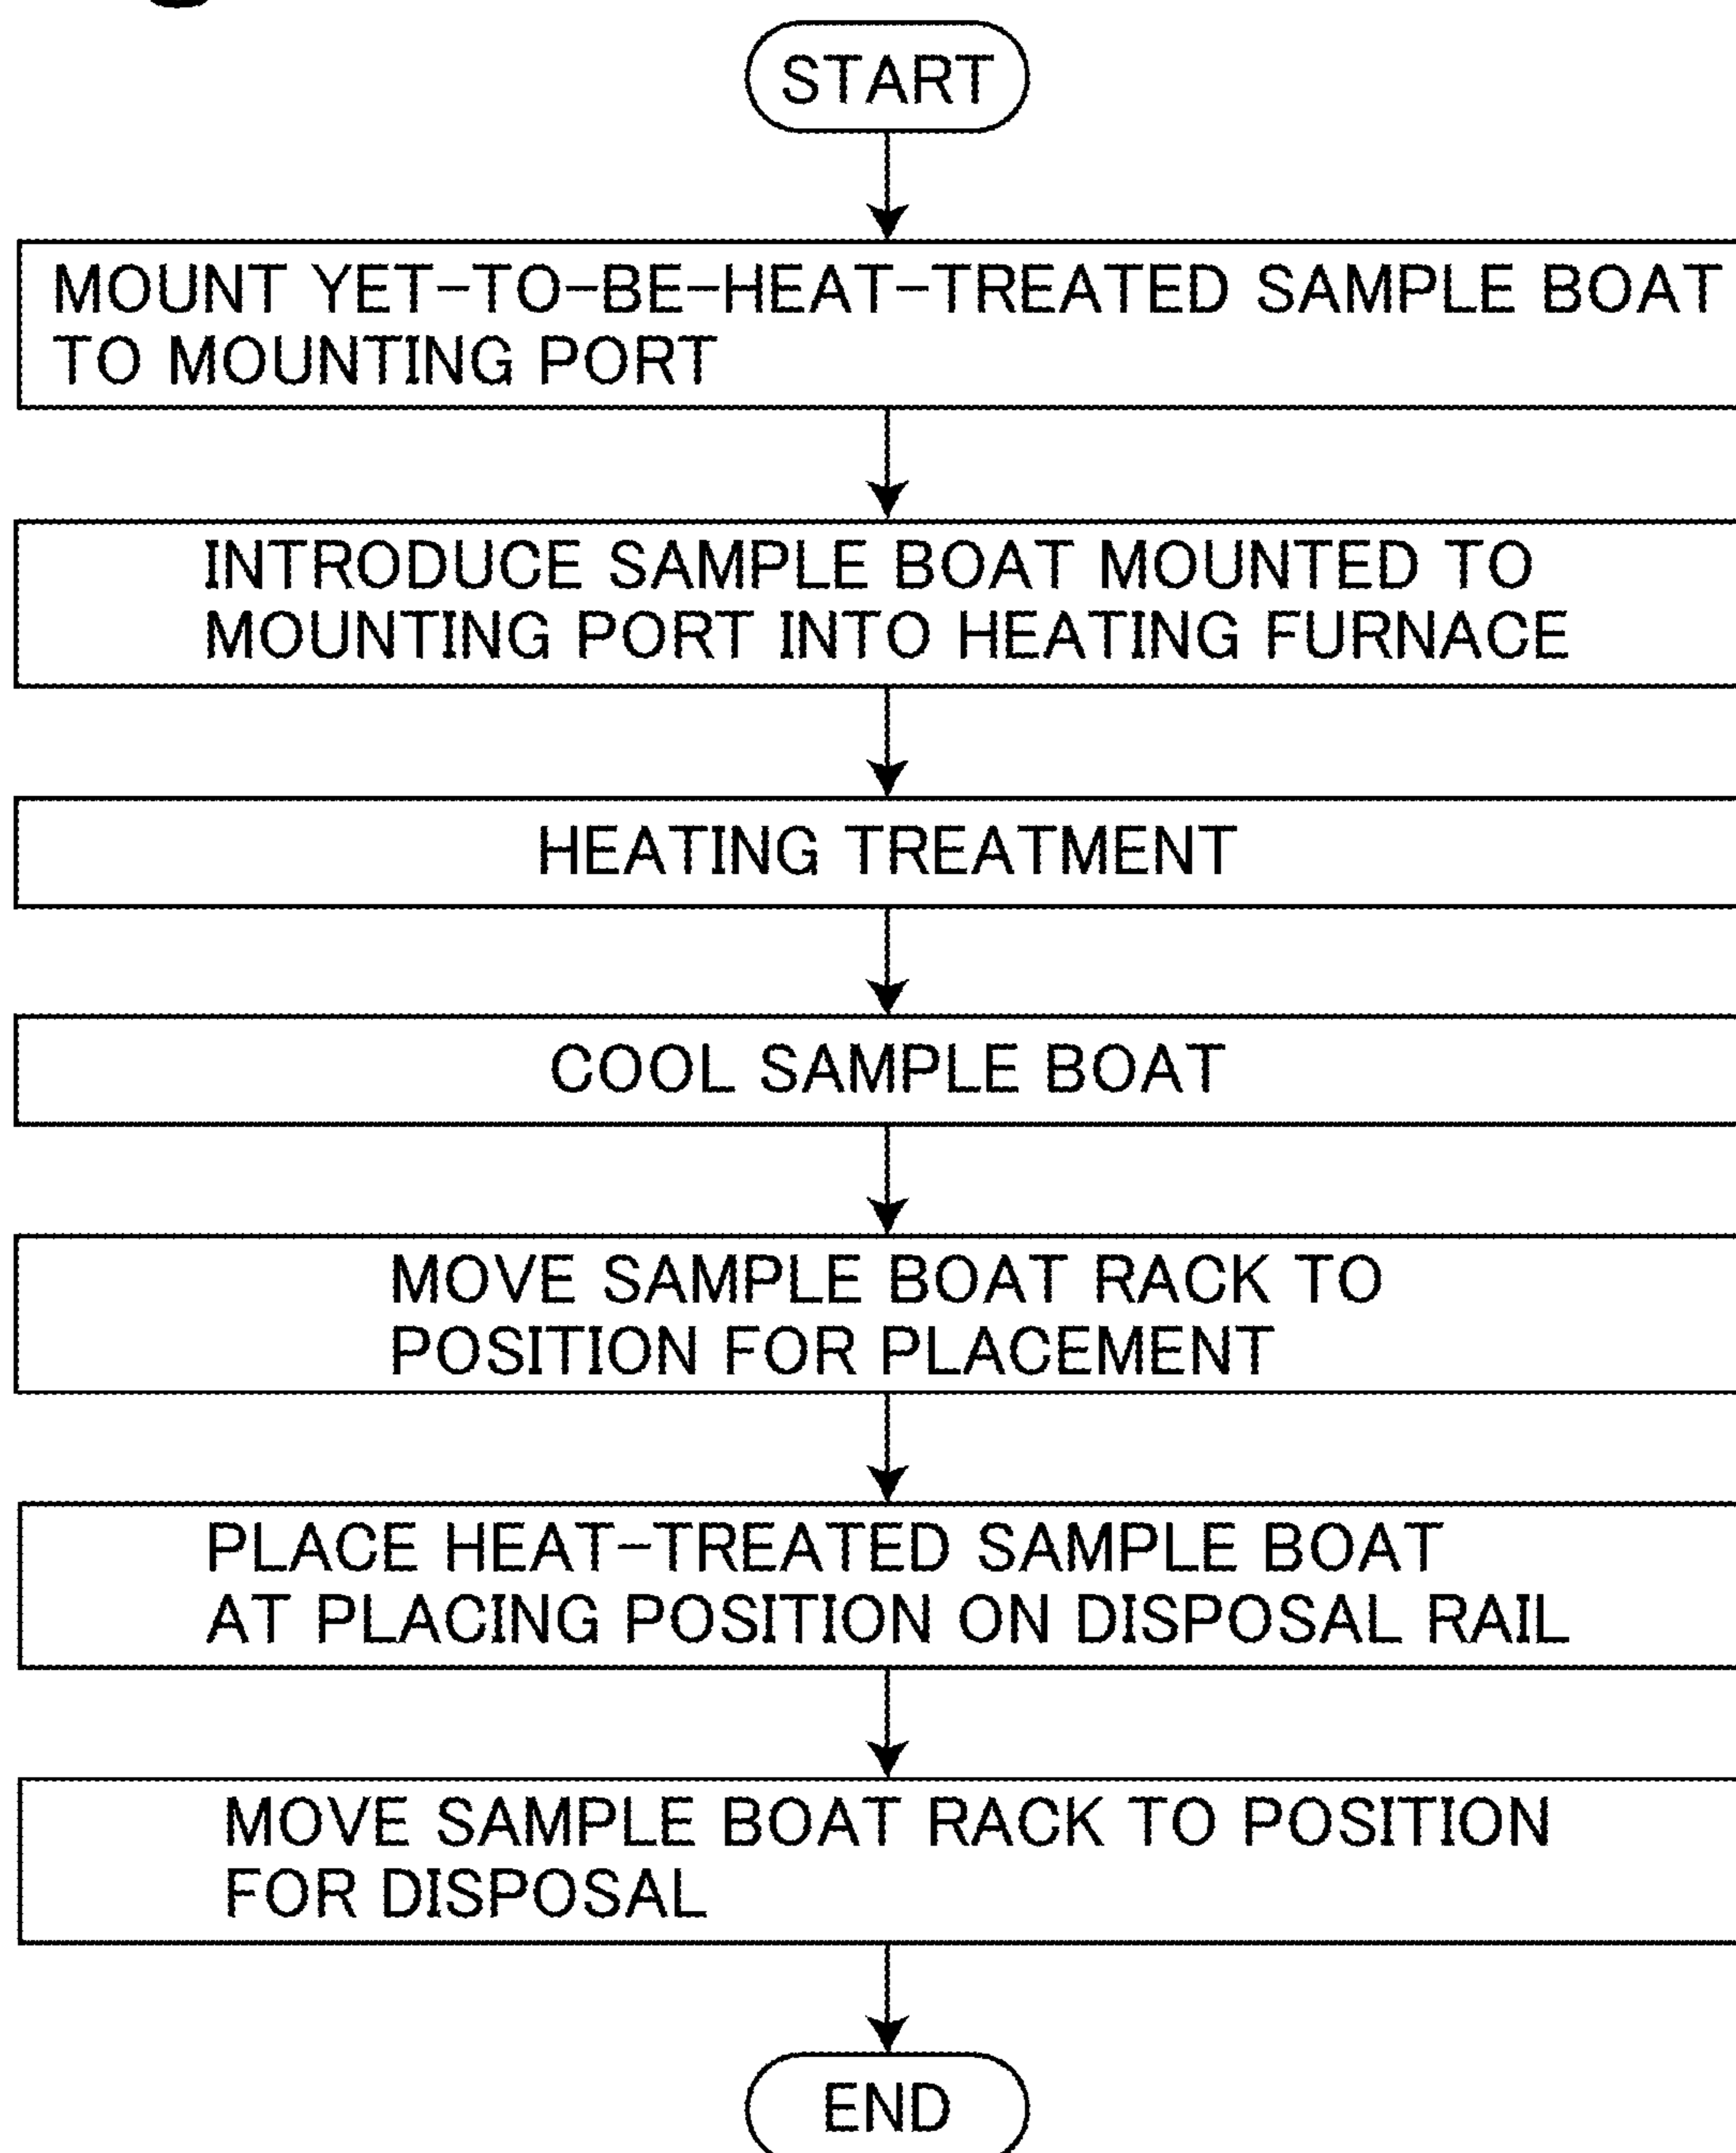 START
MOUNT YET-TO-BE-HEAT-TREATED SAMPLE BOAT
TO MOUNTING PORT
INTRODUCE SAMPLE BOAT MOUNTED TO
MOUNTING PORT INTO HEATING FURNACE
HEATING TREATMENT
COOL SAMPLE BOAT
MOVE SAMPLE BOAT RACK TO
POSITION FOR PLACEMENT
PLACE HEAT-TREATED SAMPLE BOAT
AT PLACING POSITION ON DISPOSAL RAIL
MOVE SAMPLE BOAT RACK TO POSITION
FOR DISPOSAL
END